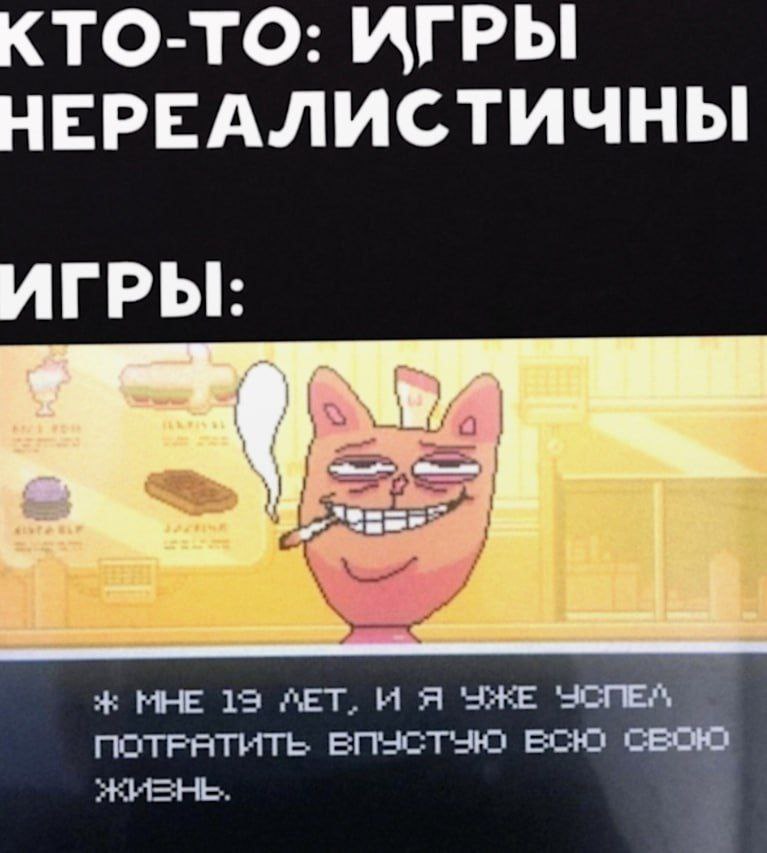 КТО-ТО: ИГРЫ
НЕРЕАЛИСТИЧНЫ
ИГРЫ:
* МНЕ 19 ЛЕТ, И Я УЖЕ УСПЕЛ
ПОТРАТИТЬ ВПУСТУЮ ВСЮ СВОЮ
ЖИЗНЬ.